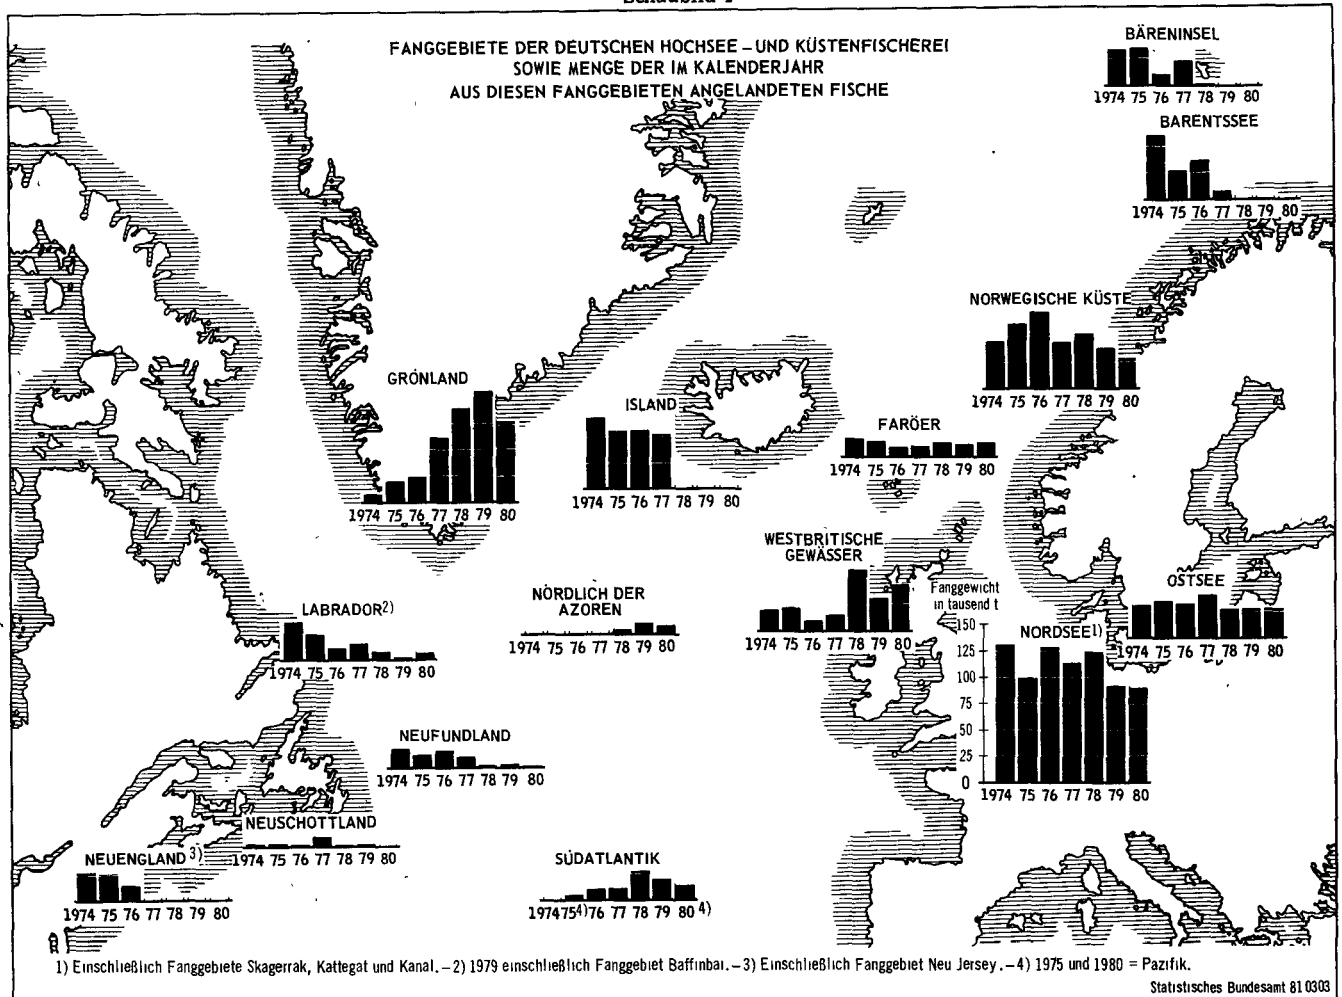 FANGGEBIETE DER DEUTSCHEN HOCHSEE – UND KÜSTENFISCHEREI
SOWIE MENGE DER IM KALENDERJAHR
AUS DIESEN FANGGEBIETEN ANGELANDETEN FISCHE
BÄRENINSEL
1974 75 76 77 78 79 80
BARENTSSEE
1974 75 76 77 78 79 80
NORWEGISCHE KÜSTE
1974 75 76 77 78 79 80
GRÖNLAND
1974 75 76 77 78 79 80
ISLAND
1974 75 76 77 78 79 80
FARÖER
1974 75 76 77 78 79 80
WESTBRITISCHE
GEWÄSSER
1974 75 76 77 78 79 80
OSTSEE
1974 75 76 77 78 79 80
NÖRDLICH DER
AZOREN
1974 75 76 77 78 79 80
LABRADOR2)
1974 75 76 77 78 79 80
Fanggewicht
in tausend t
NORDSEE1)
150
125
100
75
50
25
0
1974 75 76 77 78 79 80
NEUFUNDLAND
1974 75 76 77 78 79 80
NEUSCHOTTLAND
1974 75 76 77 78 79 80
NEUENGLAND 3)
1974 75 76 77 78 79 80
SÜDATLANTIK
1974 75 4) 76 77 78 79 80 4)
1) Einschließlich Fanggebiete Skagerrak, Kattegat und Kanal. – 2) 1979 einschließlich Fanggebiet Baffinbai. – 3) Einschließlich Fanggebiet Neu Jersey. – 4) 1975 und 1980 = Pazifik.
Statistisches Bundesamt 81 0303